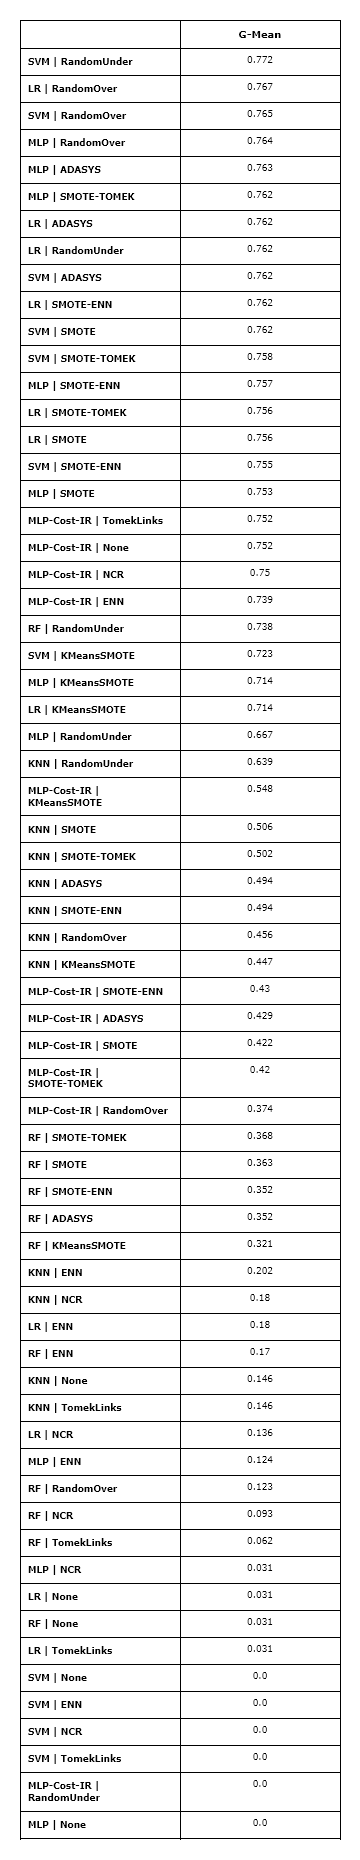 G-Mean
SVM | RandomUnder 0.772
LR | RandomOver 0.767
SVM | RandomOver 0.765
MLP | RandomOver 0.764
MLP | ADASYS 0.763
MLP | SMOTE-TOMEK 0.762
LR | ADASYS 0.762
LR | RandomUnder 0.762
SVM | ADASYS 0.762
LR | SMOTE-ENN 0.762
SVM | SMOTE 0.762
SVM | SMOTE-TOMEK 0.758
MLP | SMOTE-ENN 0.757
LR | SMOTE-TOMEK 0.756
LR | SMOTE 0.756
SVM | SMOTE-ENN 0.755
MLP | SMOTE 0.753
MLP-Cost-IR | TomekLinks 0.752
MLP-Cost-IR | None 0.752
MLP-Cost-IR | NCR 0.75
MLP-Cost-IR | ENN 0.739
RF | RandomUnder 0.738
SVM | KMeansSMOTE 0.723
MLP | KMeansSMOTE 0.714
LR | KMeansSMOTE 0.714
MLP | RandomUnder 0.667
KNN | RandomUnder 0.639
MLP-Cost-IR | 0.548
KMeansSMOTE
KNN | SMOTE 0.506
KNN | SMOTE-TOMEK 0.502
KNN | ADASYS 0.494
KNN | SMOTE-ENN 0.494
KNN | RandomOver 0.456
KNN | KMeansSMOTE 0.447
MLP-Cost-IR | SMOTE-ENN 0.43
MLP-Cost-IR | ADASYS 0.429
MLP-Cost-IR | SMOTE 0.422
MLP-Cost-IR | 0.42
SMOTE-TOMEK
MLP-Cost-IR | RandomOver 0.374
RF | SMOTE-TOMEK 0.368
RF | SMOTE 0.363
RF | SMOTE-ENN 0.352
RF | ADASYS 0.352
RF | KMeansSMOTE 0.321
KNN | ENN 0.202
KNN | NCR 0.18
LR | ENN 0.18
RF | ENN 0.17
KNN | None 0.146
KNN | TomekLinks 0.146
LR | NCR 0.136
MLP | ENN 0.124
RF | RandomOver 0.123
RF | NCR 0.093
RF | TomekLinks 0.062
MLP | NCR 0.031
LR | None 0.031
RF | None 0.031
LR | TomekLinks 0.031
SVM | None 0.0
SVM | ENN 0.0
SVM | NCR 0.0
SVM | TomekLinks 0.0
MLP-Cost-IR | 0.0
RandomUnder
MLP | None 0.0